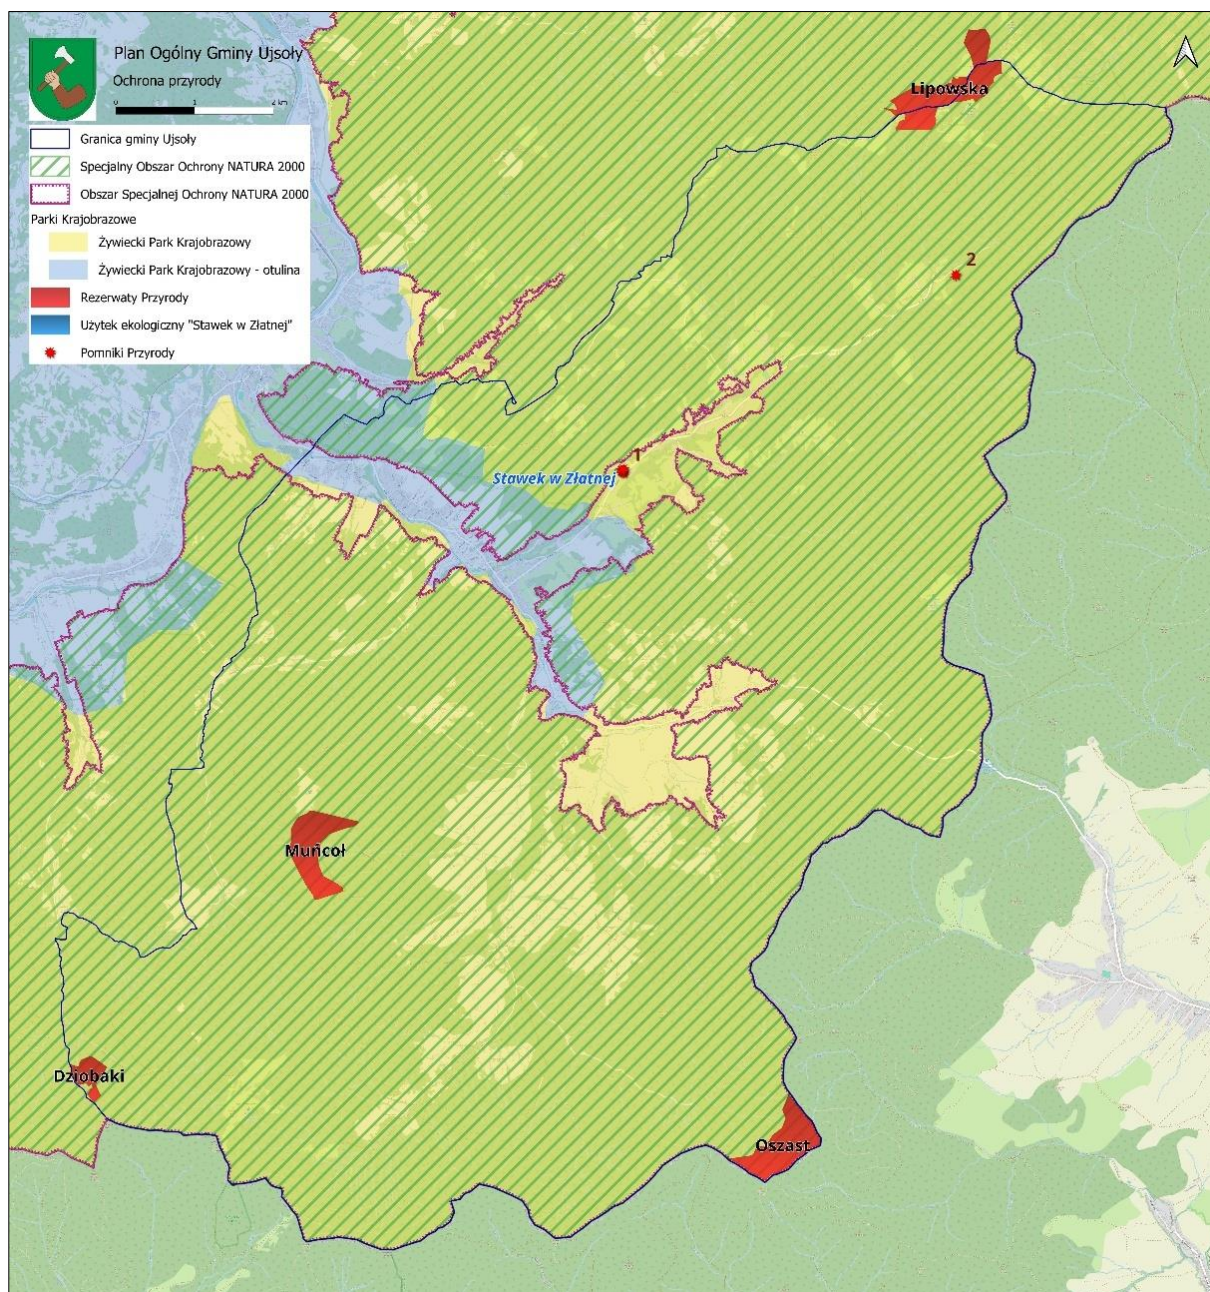 Plan Ogólny Gminy Ujsoły
Ochrona przyrody
0 1 2 km
Granica gminy Ujsoły
Specjalny Obszar Ochrony NATURA 2000
Obszar Specjalnej Ochrony NATURA 2000
Parki Krajobrazowe
Żywiecki Park Krajobrazowy
Żywiecki Park Krajobrazowy - otulina
Rezerwaty Przyrody
Użytek ekologiczny "Stawek w Złatnej"
Pomniki Przyrody
Lipowska
2
1
Stawek w Złatnej
Muńcoł
Dziobaki
Oszast